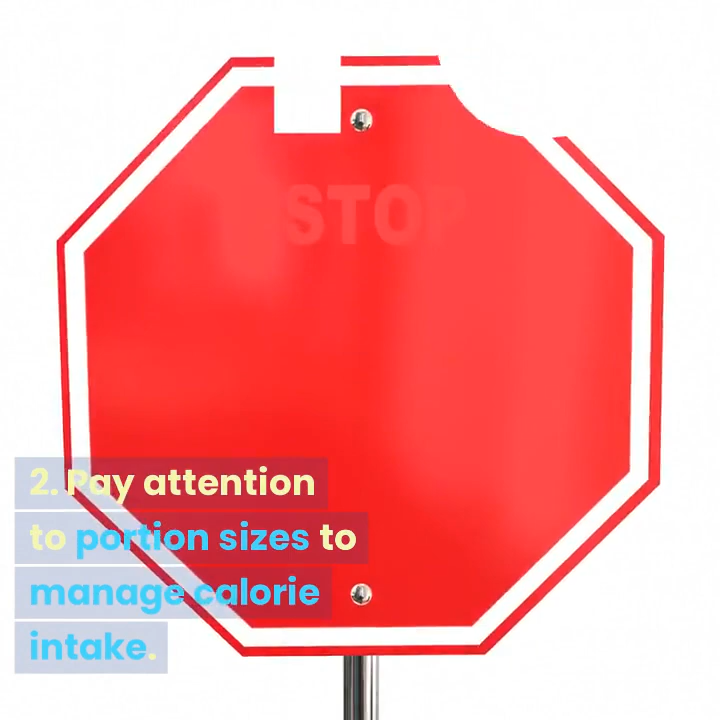 STOP
2. Pay attention
to portion sizes to
manage calorie
intake.